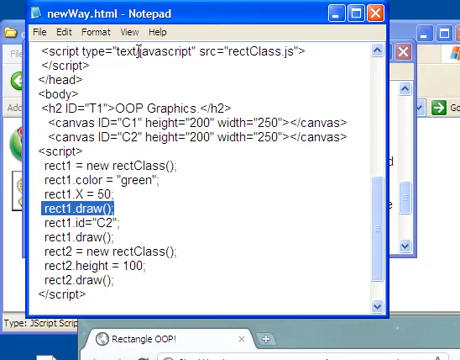 newWay.html - Notepad
File Edit Format View Help
<script type="text/javascript" src="rectClass.js">
</script>
</head>
<body>
<h2 ID="T1">OOP Graphics.</h2>
<canvas ID="C1" height="200" width="250"></canvas>
<canvas ID="C2" height="200" width="250"></canvas>
<script>
rect1 = new rectClass();
rect1.color = "green";
rect1.X = 50;
rect1.draw();
rect1.id="C2";
rect1.draw();
rect2 = new rectClass();
rect2.height = 100;
rect2.draw();
</script>
Type: JScript Scrip
Rectangle OOP!